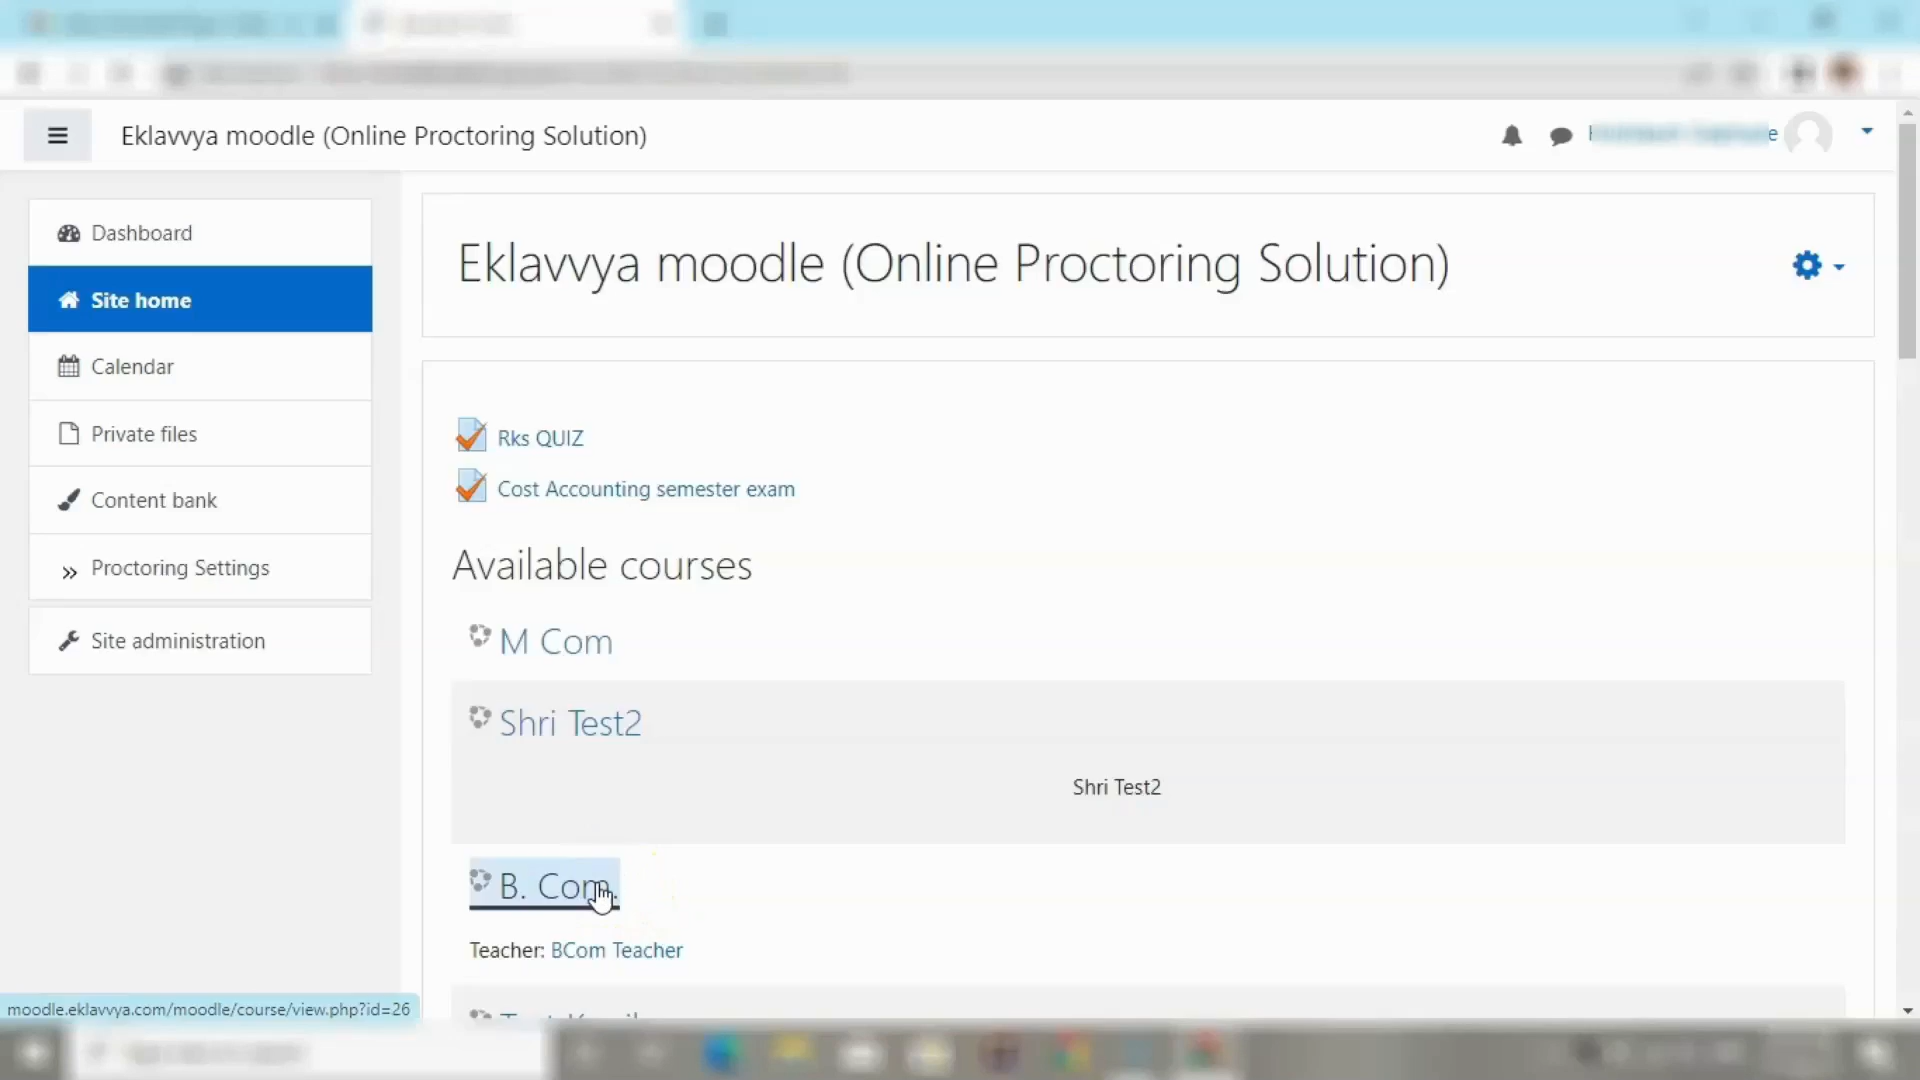 Eklavvya moodle (Online Proctoring Solution)
Dashboard
Site home
Calendar
Private files
Content bank
Proctoring Settings
Site administration
Eklavvya moodle (Online Proctoring Solution)
Rks QUIZ
Cost Accounting semester exam
Available courses
M Com
Shri Test2
Shri Test2
B. Com.
Teacher: BCom Teacher
moodle.eklavvya.com/moodle/course/view.php?id=26